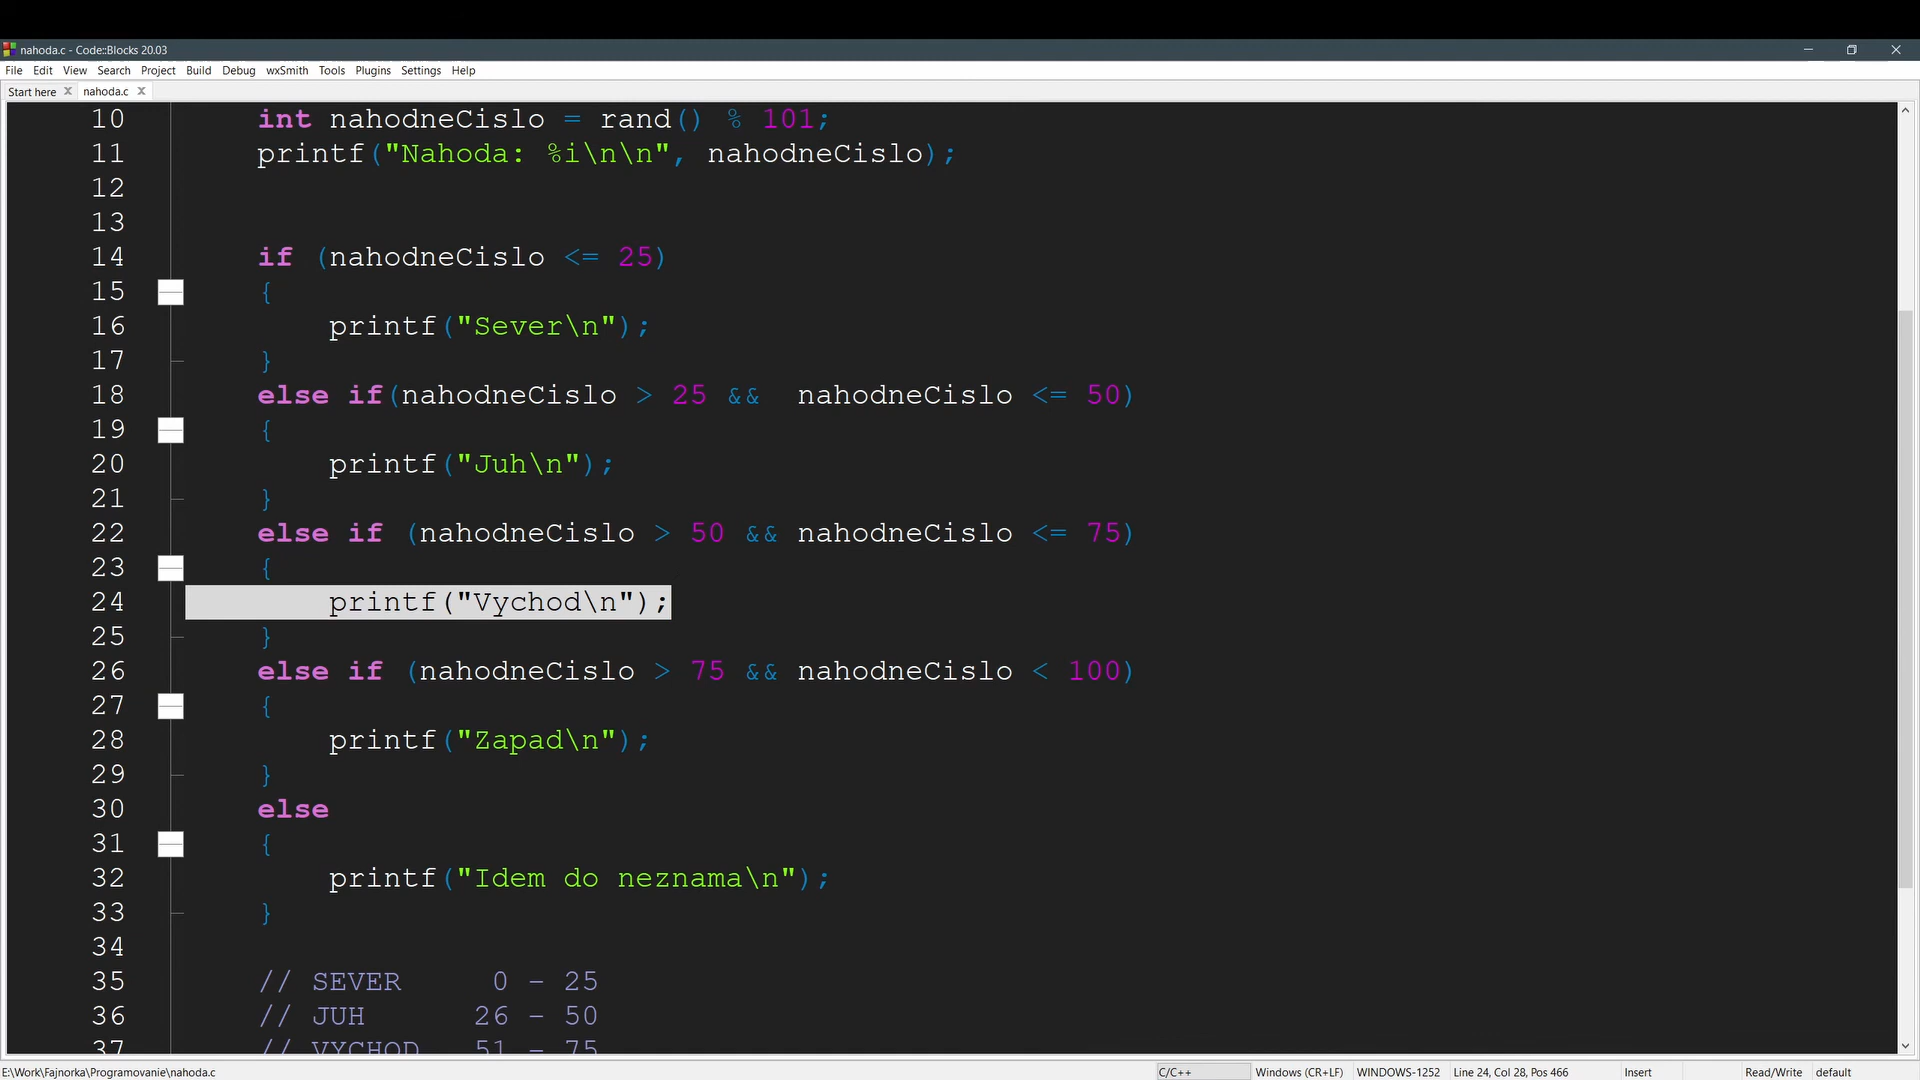 nahoda.c - Code::Blocks 20.03
File Edit View Search Project Build Debug wxSmith Tools Plugins Settings Help
Start here nahoda.c
10 int nahodneCislo = rand() % 101;
11 printf("Nahoda: %i\n\n", nahodneCislo);
12
13
14 if (nahodneCislo <= 25)
15 {
16 printf("Sever\n");
17 }
18 else if(nahodneCislo > 25 &&  nahodneCislo <= 50)
19 {
20 printf("Juh\n");
21 }
22 else if (nahodneCislo > 50 && nahodneCislo <= 75)
23 {
24 printf("Vychod\n");
25 }
26 else if (nahodneCislo > 75 && nahodneCislo < 100)
27 {
28 printf("Zapad\n");
29 }
30 else
31 {
32 printf("Idem do neznama\n");
33 }
34
35 // SEVER 0 - 25
36 // JUH 26 - 50
37 // VYCHOD 51 - 75
E:\Work\Fajnorka\Programovanie\nahoda.c C/C++ Windows (CR+LF) WINDOWS-1252 Line 24, Col 28, Pos 466 Insert Read/Write default